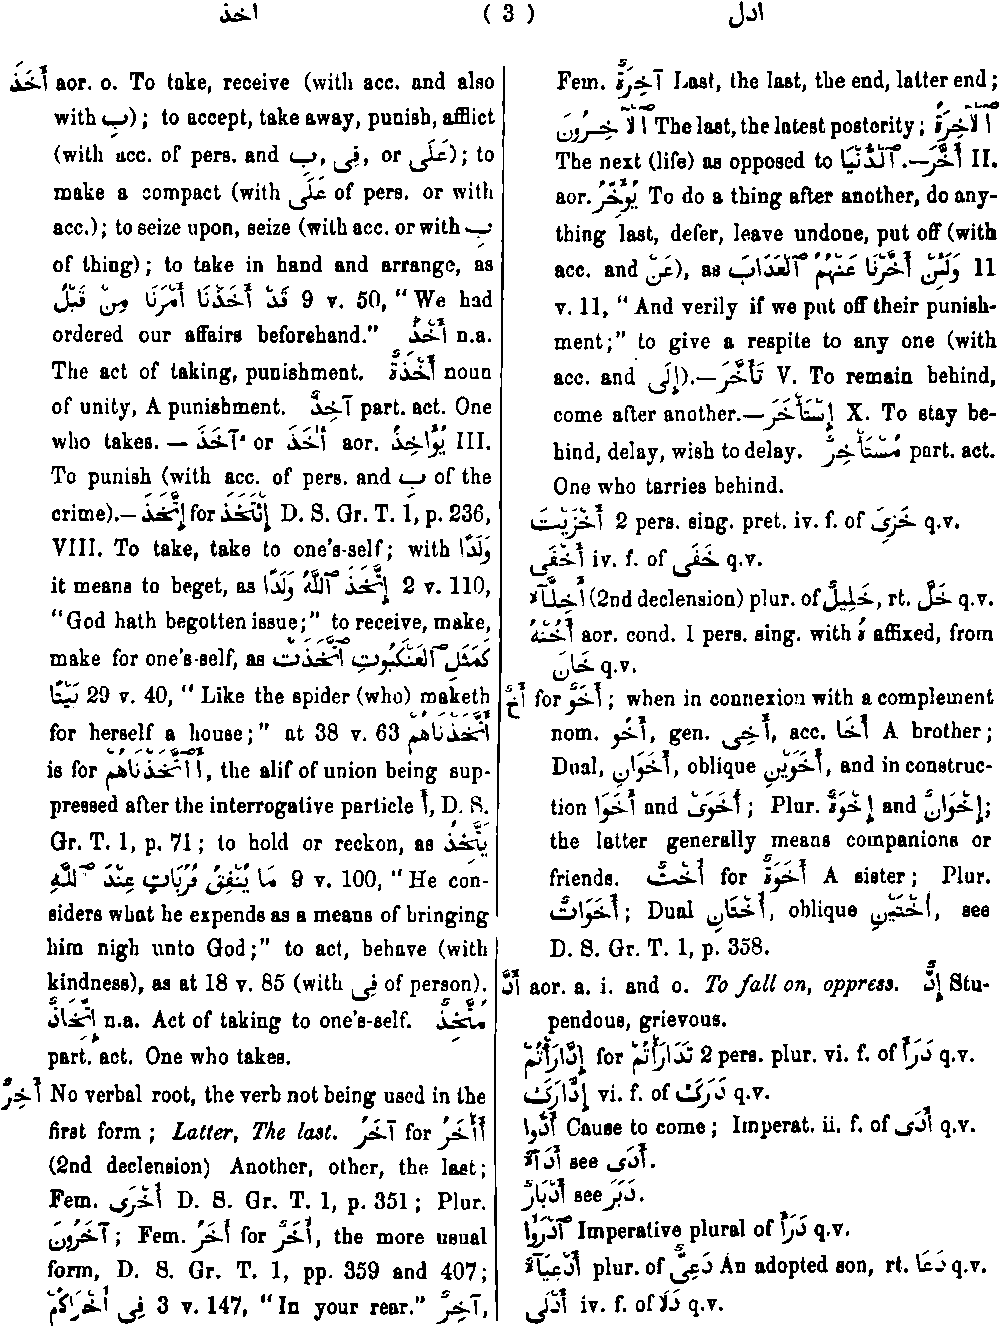 اخذ ( 3 ) ادل
أَخَذَ aor. o. To take, receive (with acc. and also
with بِ); to accept, take away, punish, afflict
(with acc. of pers. and بِ, فِى, or عَلَى); to
make a compact (with عَلَى of pers. or with
acc.); to seize upon, seize (with acc. or with بِ
of thing); to take in hand and arrange, as
قَدْ أَخَذْنَا أَمْرَنَا مِنْ قَبْلُ 9 v. 50, "We had
ordered our affairs beforehand." أَخْذٌ n.a.
The act of taking, punishment. أَخْذَةٌ noun
of unity, A punishment. آخِذٌ part. act. One
who takes. — آخَذَ or أٰخَذَ aor. يُؤَاخِذُ III.
To punish (with acc. of pers. and بِ of the
crime).— إِتَّخَذَ for إِئْتَخَذَ D. S. Gr. T. 1, p. 236,
VIII. To take, take to one's-self; with وَلَدًا
it means to beget, as إِتَّخَذَ ٱللّٰهُ وَلَدًا 2 v. 110,
"God hath begotten issue;" to receive, make,
make for one's-self, as كَمَثَلِ ٱلْعَنْكَبُوتِ ٱتَّخَذَتْ
بَيْتًا 29 v. 40, "Like the spider (who) maketh
for herself a house;" at 38 v. 63 أَتَّخَذْنَاهُمْ
is for أَٱتَّخَذْنَاهُمْ, the alif of union being sup-
pressed after the interrogative particle أَ, D. S.
Gr. T. 1, p. 71; to hold or reckon, as يَتَّخِذُ
مَا يُنْفِقُ قُرُبَاتٍ عِنْدَ ٱللّٰهِ 9 v. 100, "He con-
siders what he expends as a means of bringing
him nigh unto God;" to act, behave (with
kindness), as at 18 v. 85 (with فِى of person).
إِتِّخَاذٌ n.a. Act of taking to one's-self. مُتَّخِذٌ
part. act. One who takes.
أَخِرٌ No verbal root, the verb not being used in the
first form; Latter, The last. آخَرُ for أَأْخَرُ
(2nd declension) Another, other, the last;
Fem. أُخْرَى D. S. Gr. T. 1, p. 351; Plur.
آخَرُونَ; Fem. أُخَرُ for أُخَرٌ, the more usual
form, D. S. Gr. T. 1, pp. 359 and 407;
فِى أُخْرَاكُمْ 3 v. 147, "In your rear." آخِرٌ,
Fem. آخِرَةٌ Last, the last, the end, latter end;
ٱلْآخِرَةُ ٱلْآخِرُونَ The last, the latest posterity;
The next (life) as opposed to ٱلدُّنْيَا.—أَخَّرَ II.
aor. يُؤَخِّرُ To do a thing after another, do any-
thing last, defer, leave undone, put off (with
acc. and عَنْ), as وَلَئِنْ أَخَّرْنَا عَنْهُمُ ٱلْعَذَابَ 11
v. 11, "And verily if we put off their punish-
ment;" to give a respite to any one (with
acc. and إِلَى).—تَأَخَّرَ V. To remain behind,
come after another.—إِسْتَأْخَرَ X. To stay be-
hind, delay, wish to delay. مُسْتَأْخِرٌ part. act.
One who tarries behind.
أَخْزَيْتَ 2 pers. sing. pret. iv. f. of خَزِىَ q.v.
أَخْفَى iv. f. of خَفَى q.v.
أَخِلَّآءُ (2nd declension) plur. of خَلِيلٌ, rt. خَلَّ q.v.
أَخُنْهُ aor. cond. 1 pers. sing. with هُ affixed, from
خَانَ q.v.
أَخٌ for أَخَوٌ; when in connexion with a complement
nom. أَخُو, gen. أَخِى, acc. أَخَا A brother;
Dual, أَخَوَانِ, oblique أَخَوَيْنِ, and in construc-
tion أَخَوَا and أَخَوَىْ; Plur. إِخْوَةٌ and إِخْوَانٌ;
the latter generally means companions or
friends. أُخْتٌ for أَخَوَةٌ A sister; Plur.
أَخَوَاتٌ; Dual أُخْتَانِ, oblique أُخْتَيْنِ, see
D. S. Gr. T. 1, p. 358.
أَدَّ aor. a. i. and o. To fall on, oppress. إِدٌّ Stu-
pendous, grievous.
إِدَّارَأْتُمْ for تَدَارَأْتُمْ 2 pers. plur. vi. f. of دَرَأَ q.v.
إِدَّارَكَ vi. f. of دَرَكَ q.v.
أَدُّوا Cause to come; Imperat. ii. f. of أَدَى q.v.
أَدَآءٌ see أَدَى.
أَدْبَارٌ see دَبَرَ.
ٱدْرَؤُا Imperative plural of دَرَأَ q.v.
أَدْعِيَآءُ plur. of دَعِىٌّ An adopted son, rt. دَعَا q.v.
أَدْلَى iv. f. of دَلَا q.v.